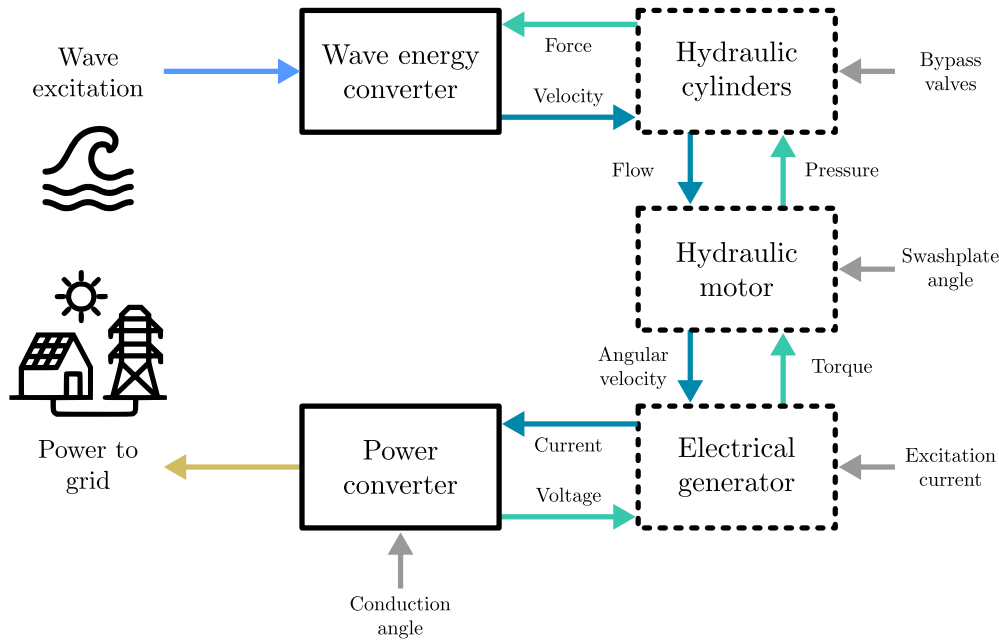 Wave
excitation
Wave energy
converter
Force
Velocity
Hydraulic
cylinders
Bypass
valves
Flow
Pressure
Hydraulic
motor
Swashplate
angle
Angular
velocity
Torque
Power to
grid
Power
converter
Current
Voltage
Electrical
generator
Excitation
current
Conduction
angle